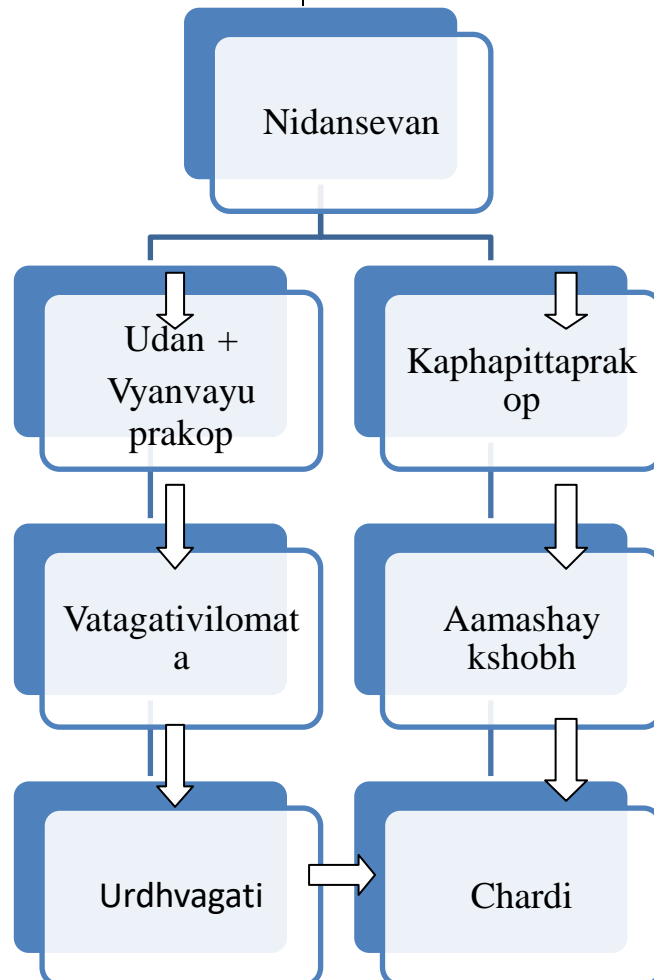 Nidansevan
Udan +
Vyanvayu
prakop
Kaphapittaprak
op
Vatagativilomat
a
Aamashay
kshobh
Urdhvagati
Chardi